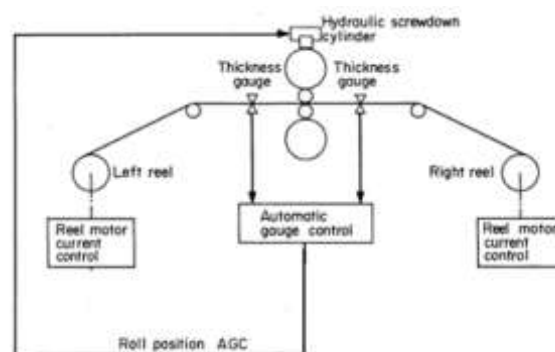 Hydraulic screwdown
cylinder
Thickness
gauge
Thickness
gauge
Left reel
Right reel
Reel motor
current
control
Automatic
gauge control
Reel motor
current
control
Roll position AGC